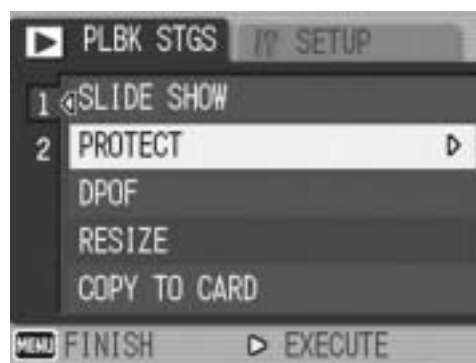 PLBK STGS SETUP
1 SLIDE SHOW
2 PROTECT
DPOF
RESIZE
COPY TO CARD
MENU FINISH EXECUTE